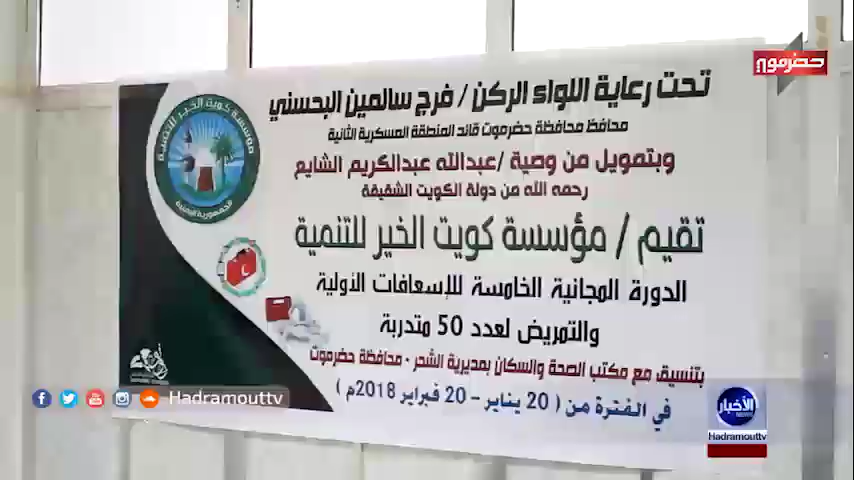 تحت رعاية اللواء الركن / فرج سالمين البحسني
محافظ محافظة حضرموت قائد المنطقة العسكرية الثانية
وبتمويل من وصية / عبدالله عبدالكريم الشايع
رحمه الله من دولة الكويت الشقيقة
تقيم / مؤسسة كويت الخير للتنمية
الدورة المجانية الخامسة للإسعافات الأولية
والتمريض لعدد 50 متدربة
بتنسيق مع مكتب الصحة والسكان بمديرية الشحر - محافظة حضرموت
في الفترة من ( 20 يناير - 20 فبراير 2018م )
مؤسسة كويت الخير للتنمية
الجمهورية اليمنية
حضرموت
Hadramouttv
الأخبار
NEWS
Hadramouttv